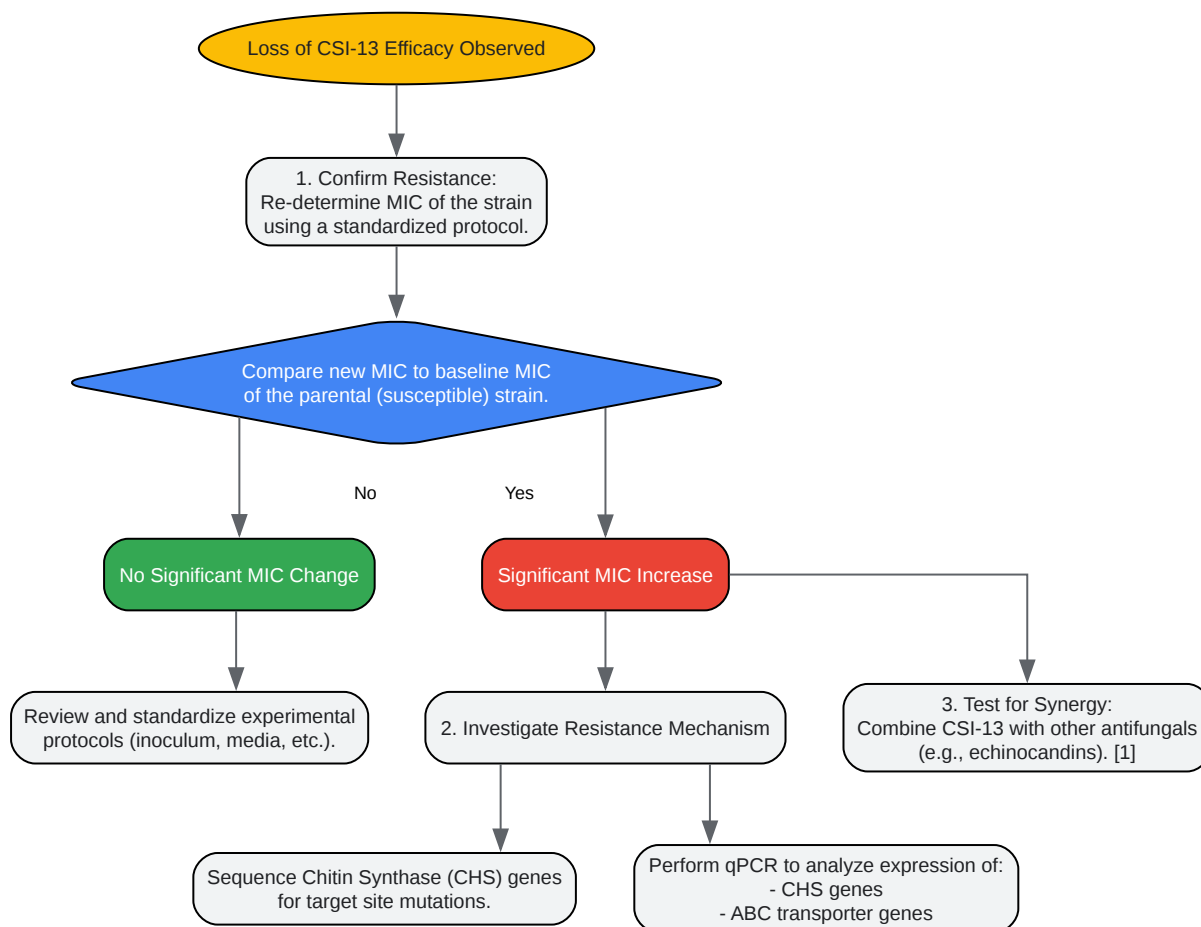 Loss of CSI-13 Efficacy Observed
1. Confirm Resistance:
Re-determine MIC of the strain
using a standardized protocol.
Compare new MIC to baseline MIC
of the parental (susceptible) strain.
No
Yes
No Significant MIC Change
Significant MIC Increase
Review and standardize experimental
protocols (inoculum, media, etc.).
2. Investigate Resistance Mechanism
3. Test for Synergy:
Combine CSI-13 with other antifungals
(e.g., echinocandins). [1]
Sequence Chitin Synthase (CHS) genes
for target site mutations.
Perform qPCR to analyze expression of:
- CHS genes
- ABC transporter genes